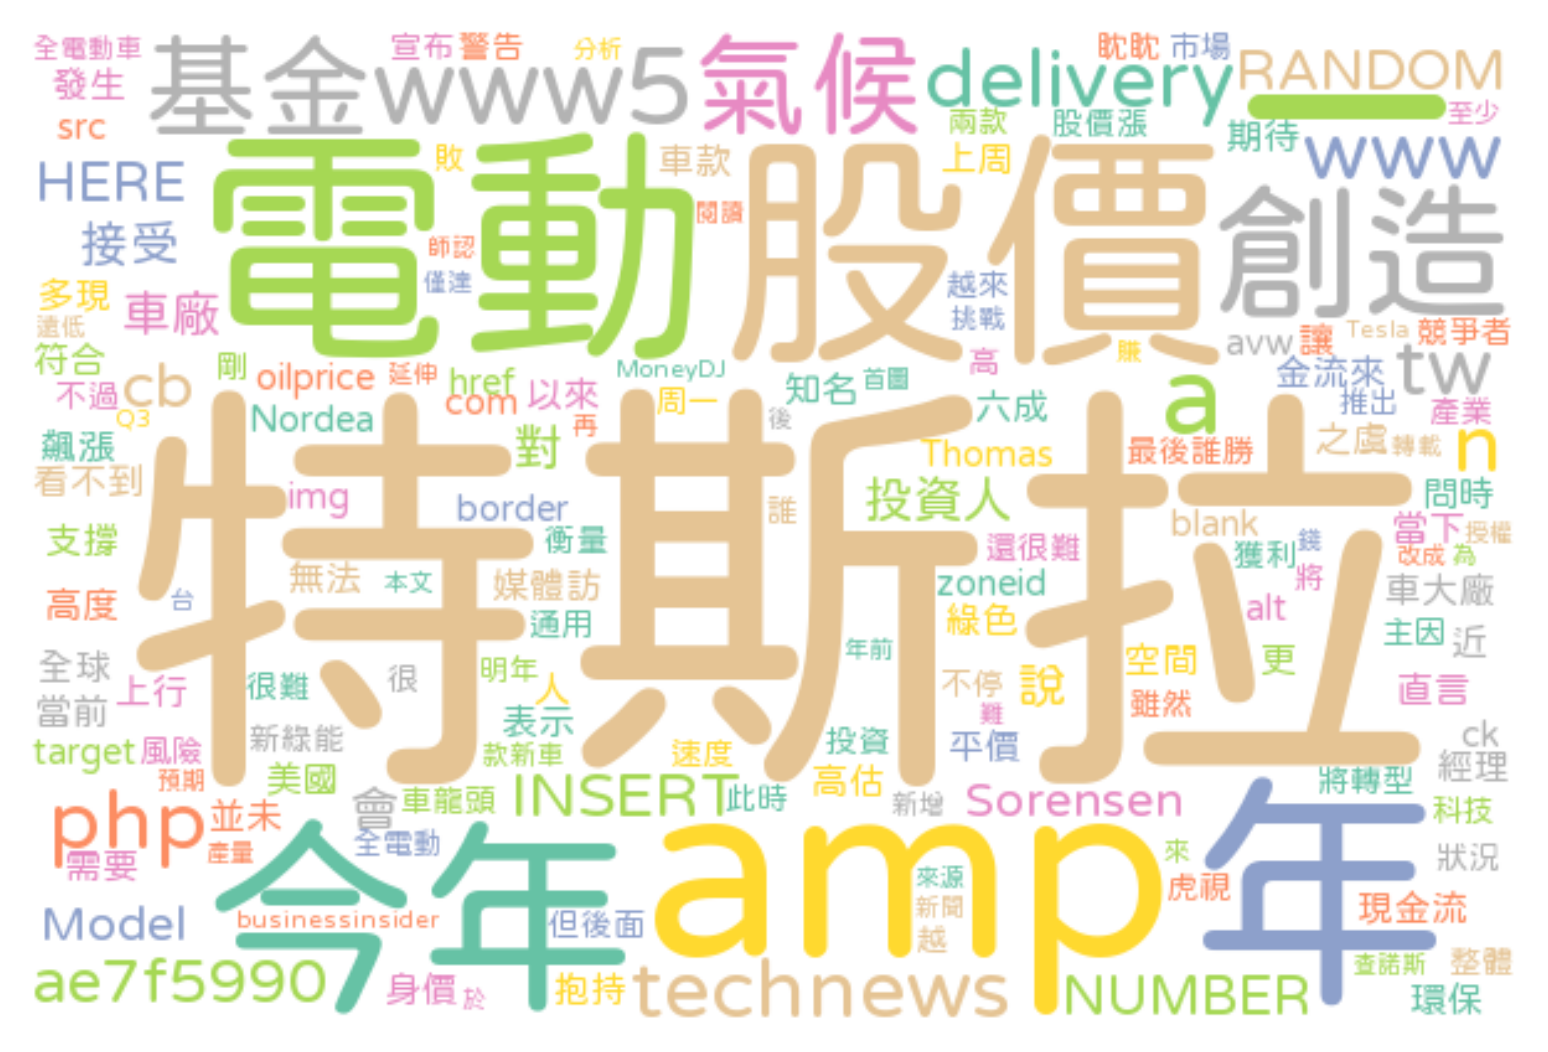 全電動車 基金 www5 宣布 警告 分析 氣候 delivery 眈眈 市場 RANDOM
發生 至少
src 兩款 股價漲 期待 一 www
HERE 電動 敗 車款 股價 上周 創造
接受 師認 閱讀
多現 車廠 僅達 越來
遠低 挑戰 avw 讓 Tesla 競爭者
符合 剛 oilprice 延伸 href MoneyDJ 高 賺 金流來 tw
不過 cb com 以來 周一 知名 首圖 a 推出 產業
Q3 Nordea 對 再 後 六成
飆漲 特斯拉 Thomas 最後誰勝 之虞 轉載 n
看不到 img border 誰 投資人 blank 問時
支撐 衡量 還很難 獲利 錢 當下 授權
無法 本文 媒體訪 zoneid 將 改成 為
高度 台 通用 綠色 alt 車大廠
全球 年前 主因 近
上行 很難 很 明年 人 不停 說 空間 更 直言
當前 表示 難 雖然
target 風險 新綠能 款新車 速度 投資 平價 ck
預期 美國 高估 將轉型 經理
php 並未 會 車龍頭 INSERT 此時 新增 Sorensen 年 科技
需要 產量 今年 全電動 amp 來 狀況
來源 虎視
Model businessinsider 但後面 新聞 現金流
越
ae7f5990 身價 於 抱持 technews NUMBER 查諾斯 整體
環保